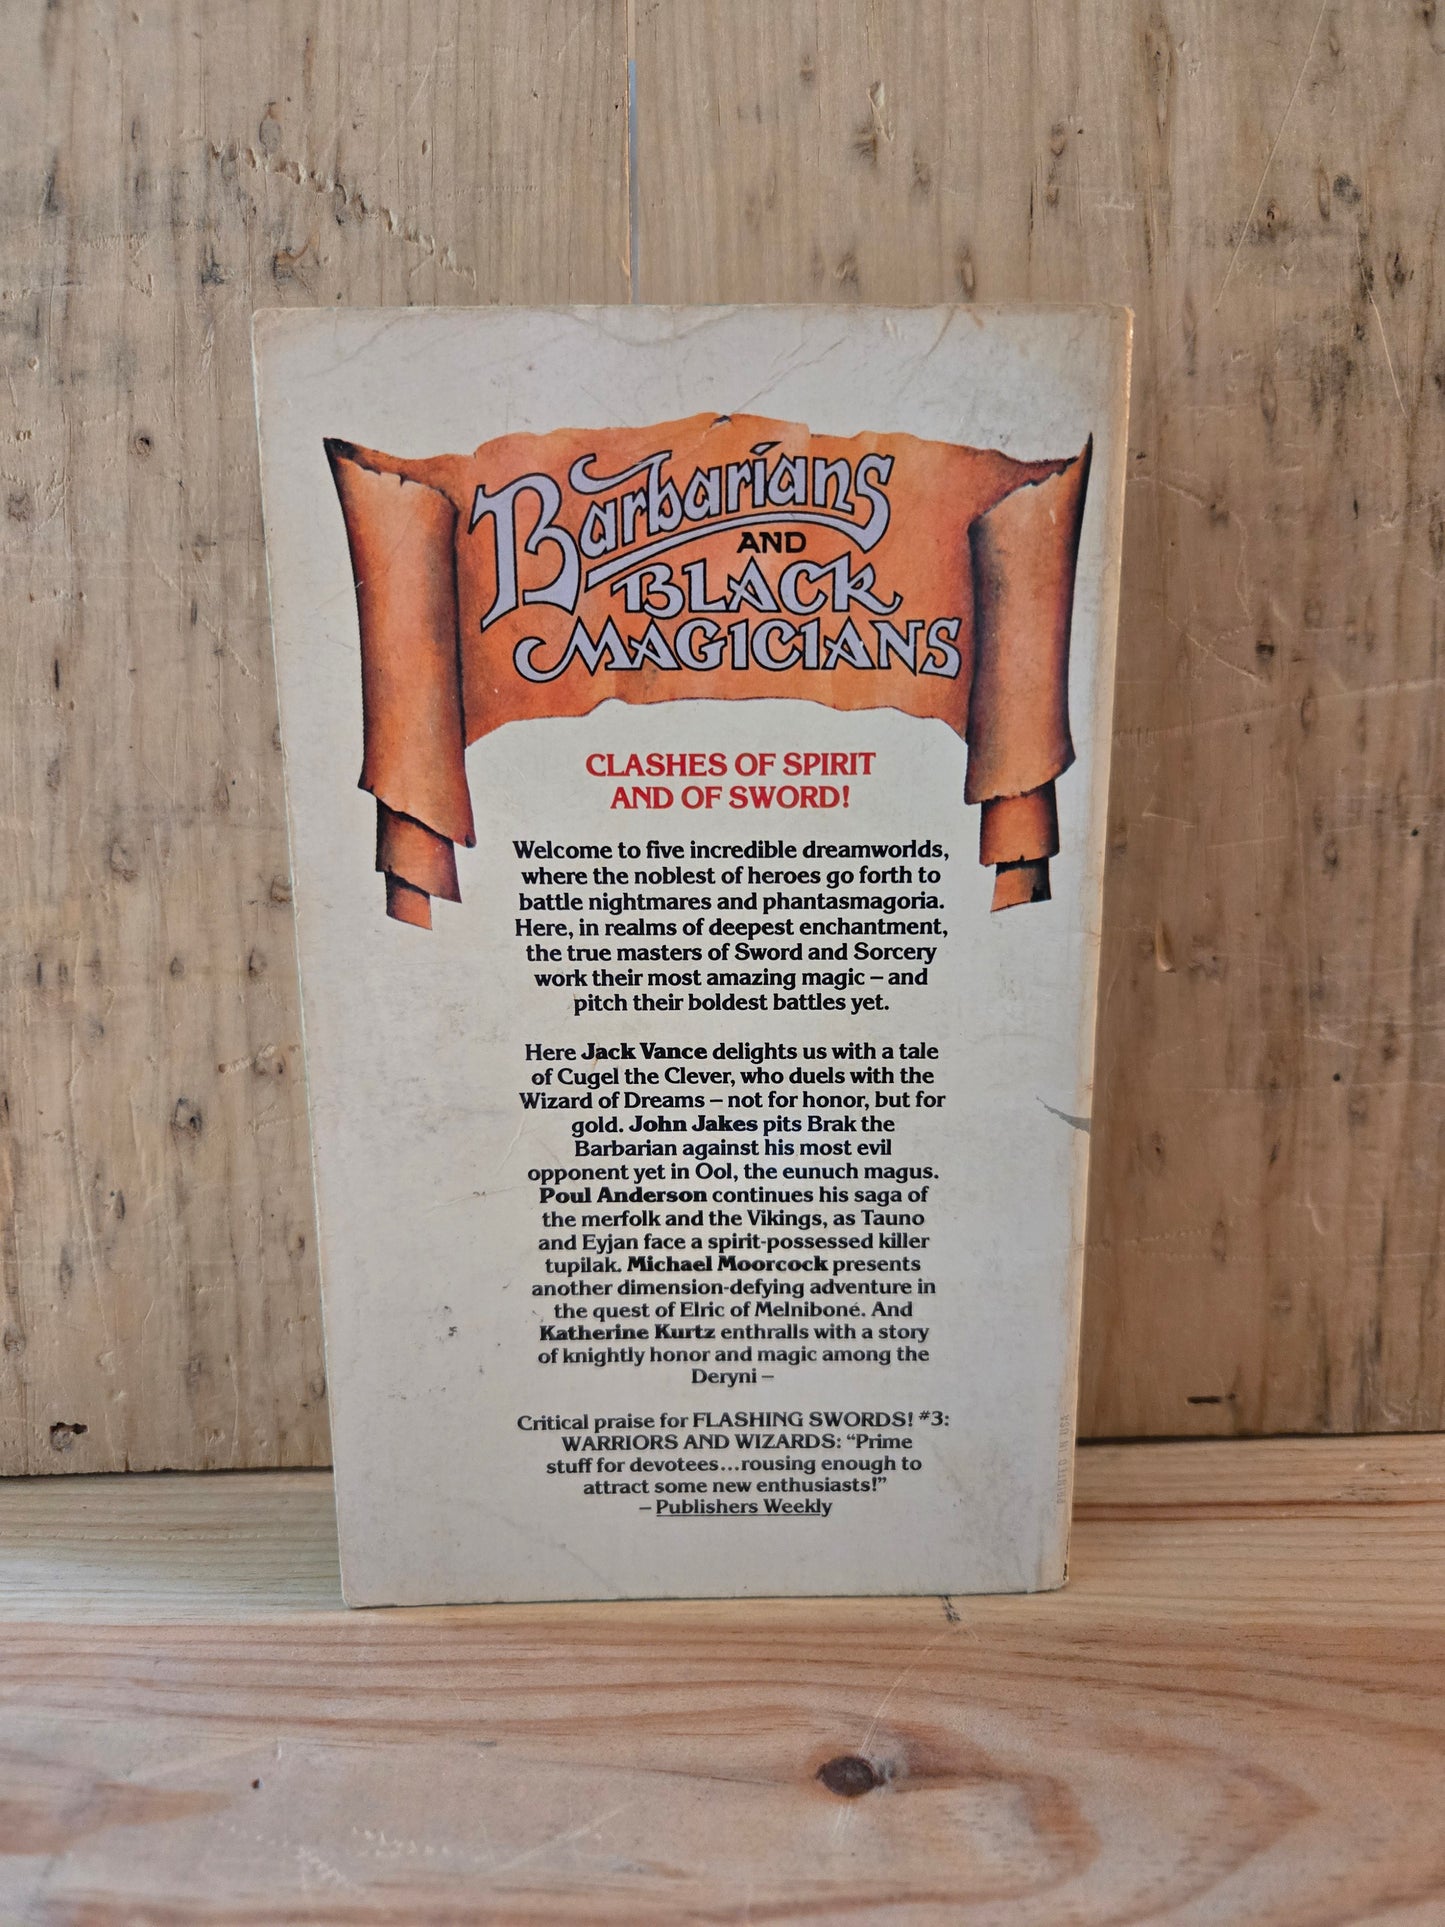 Barbarians
AND
BLACK
MAGICIANS
CLASHES OF SPIRIT
AND OF SWORD!
Welcome to five incredible dreamworlds,
where the noblest of heroes go forth to
battle nightmares and phantasmagoria.
Here, in realms of deepest enchantment,
the true masters of Sword and Sorcery
work their most amazing magic – and
pitch their boldest battles yet.
Here Jack Vance delights us with a tale
of Cugel the Clever, who duels with the
Wizard of Dreams – not for honor, but for
gold. John Jakes pits Brak the
Barbarian against his most evil
opponent yet in Ool, the eunuch magus.
Poul Anderson continues his saga of
the merfolk and the Vikings, as Tauno
and Eyjan face a spirit-possessed killer
tupilak. Michael Moorcock presents
another dimension-defying adventure in
the quest of Elric of Melniboné. And
Katherine Kurtz enthralls with a story
of knightly honor and magic among the
Deryni –
Critical praise for FLASHING SWORDS! #3:
WARRIORS AND WIZARDS: “Prime
stuff for devotees...rousing enough to
attract some new enthusiasts!”
– Publishers Weekly
PRINTED IN USA